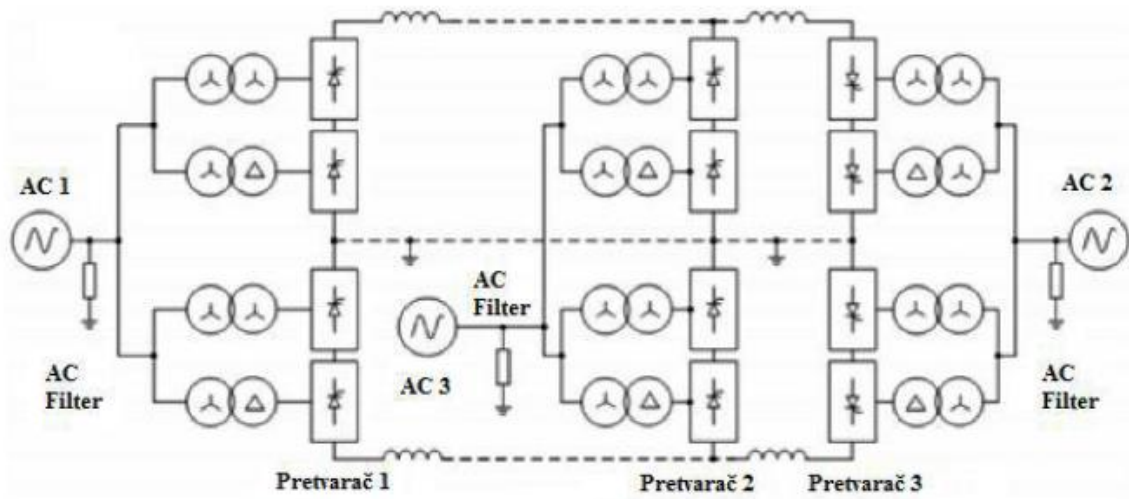 AC 1
AC 2
AC
Filter
AC
Filter
AC 3
AC
Filter
Pretvarač 1
Pretvarač 2
Pretvarač 3